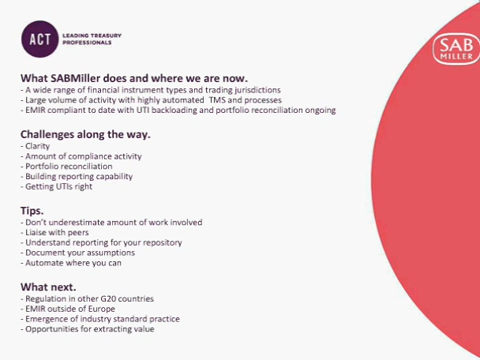 ACT
LEADING TREASURY
PROFESSIONALS
SAB
MILLER
What SABMiller does and where we are now.
- A wide range of financial instrument types and trading jurisdictions
- Large volume of activity with highly automated TMS and processes
- EMIR compliant to date with UTI backloading and portfolio reconciliation ongoing
Challenges along the way.
- Clarity
- Amount of compliance activity
- Portfolio reconciliation
- Building reporting capability
- Getting UTIs right
Tips.
- Don't underestimate amount of work involved
- Liaise with peers
- Understand reporting for your repository
- Document your assumptions
- Automate where you can
What next.
- Regulation in other G20 countries
- EMIR outside of Europe
- Emergence of industry standard practice
- Opportunities for extracting value